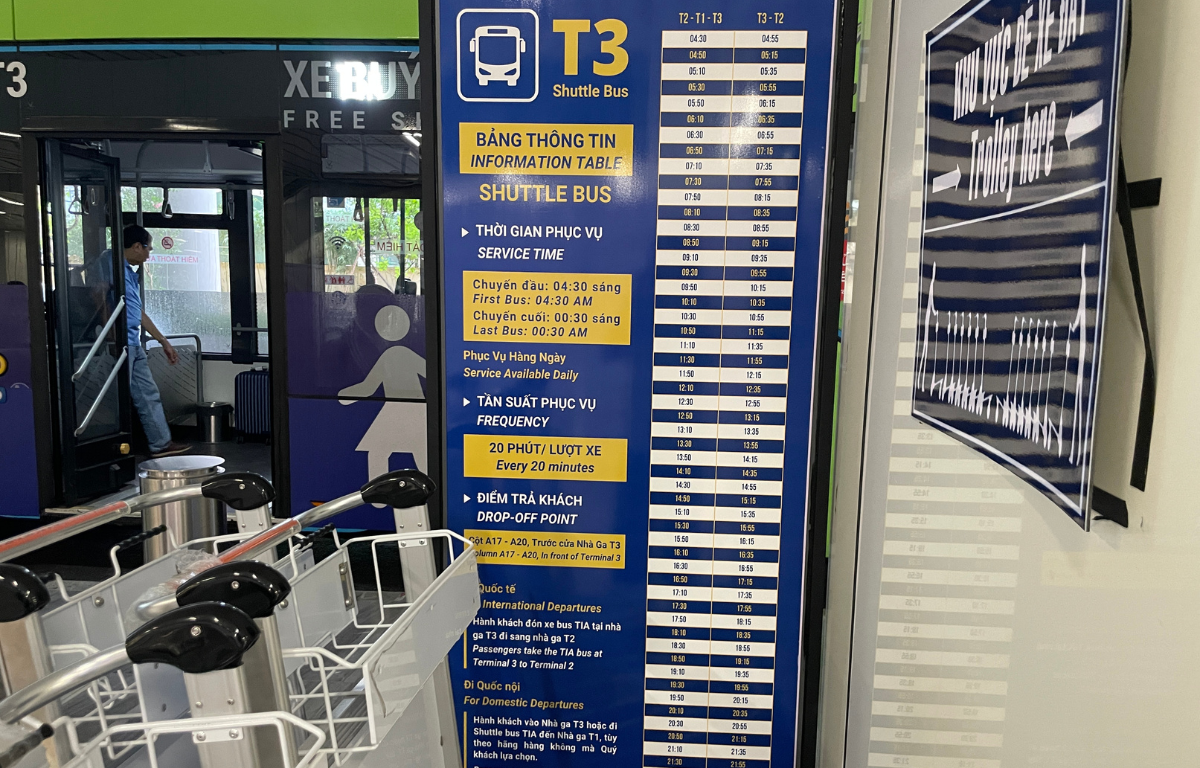 3
XE BUÝ
FREE S
T3
Shuttle Bus
BẢNG THÔNG TIN
INFORMATION TABLE
SHUTTLE BUS
THỜI GIAN PHỤC VỤ
SERVICE TIME
Chuyến đầu: 04:30 sáng
First Bus: 04:30 AM
Chuyến cuối: 00:30 sáng
Last Bus: 00:30 AM
Phục Vụ Hàng Ngày
Service Available Daily
TẦN SUẤT PHỤC VỤ
FREQUENCY
20 PHÚT/ LƯỢT XE
Every 20 minutes
ĐIỂM TRẢ KHÁCH
DROP-OFF POINT
Cột A17 - A20, Trước cửa Nhà Ga T3
Column A17 - A20, In front of Terminal 3
Quốc tế
International Departures
Hành khách đón xe bus TIA tại nhà
ga T3 đi sang nhà ga T2
Passengers take the TIA bus at
Terminal 3 to Terminal 2
Đi Quốc nội
For Domestic Departures
Hành khách vào Nhà ga T3 hoặc đi
Shuttle bus TIA đến Nhà ga T1, tùy
theo hãng hàng không mà Quý
khách lựa chọn.
T2 - T1 - T3 T3 - T2
04:30 04:55
04:50 05:15
05:10 05:35
05:30 05:55
05:50 06:15
06:10 06:35
06:30 06:55
06:50 07:15
07:10 07:35
07:30 07:55
07:50 08:15
08:10 08:35
08:30 08:55
08:50 09:15
09:10 09:35
09:30 09:55
09:50 10:15
10:10 10:35
10:30 10:55
10:50 11:15
11:10 11:35
11:30 11:55
11:50 12:15
12:10 12:35
12:30 12:55
12:50 13:15
13:10 13:35
13:30 13:55
13:50 14:15
14:10 14:35
14:30 14:55
14:50 15:15
15:10 15:35
15:30 15:55
15:50 16:15
16:10 16:35
16:30 16:55
16:50 17:15
17:10 17:35
17:30 17:55
17:50 18:15
18:10 18:35
18:30 18:55
18:50 19:15
19:10 19:35
19:30 19:55
19:50 20:15
20:10 20:35
20:30 20:55
20:50 21:15
21:10 21:35
21:30 21:55
KHU VỰC ĐỂ XE ĐẨY
Trolley here